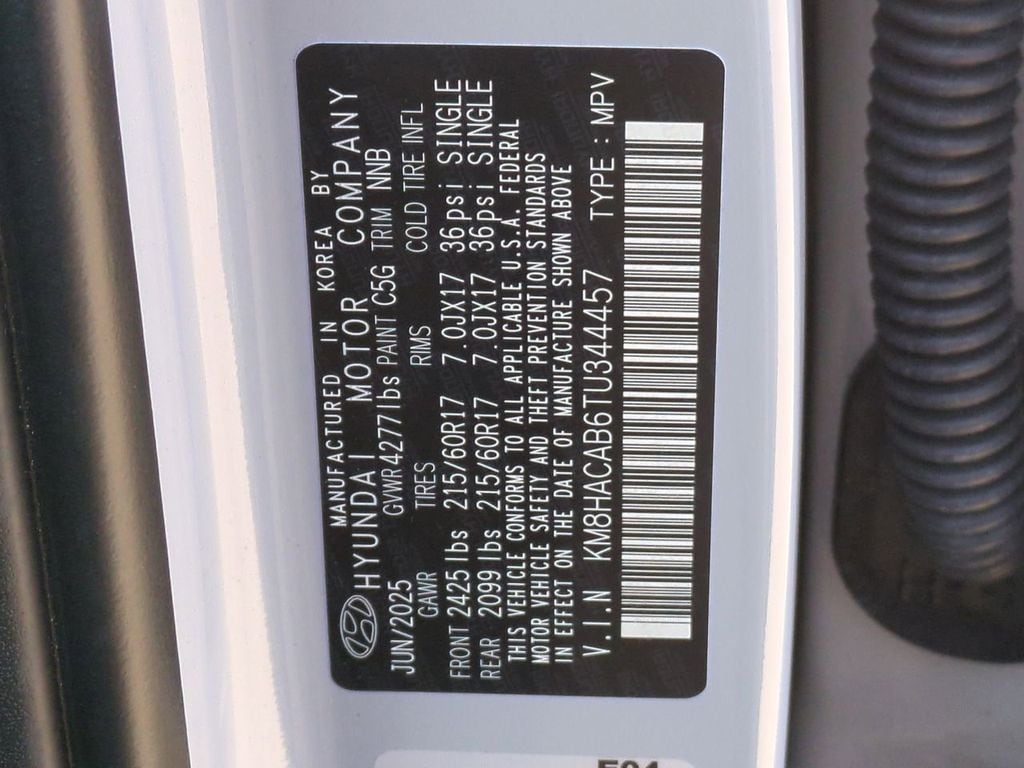 MANUFACTURED IN KOREA BY
HYUNDAI MOTOR COMPANY
JUN/2025 GVWR4277lbs PAINT C5G TRIM NNB
GAWR TIRES RMS COLD TIRE INFL
FRONT 2425lbs 215/60R17 7.0JX17 36psi SINGLE
REAR 2099lbs 215/60R17 7.0JX17 36psi SINGLE
THIS VEHICLE CONFORMS TO ALL APPLICABLE U.S.A. FEDERAL
MOTOR VEHICLE SAFETY AND THEFT PREVENTION STANDARDS
IN EFFECT ON THE DATE OF MANUFACTURE SHOWN ABOVE
V.I.N KM8HACAB6TU344457 TYPE : MPV